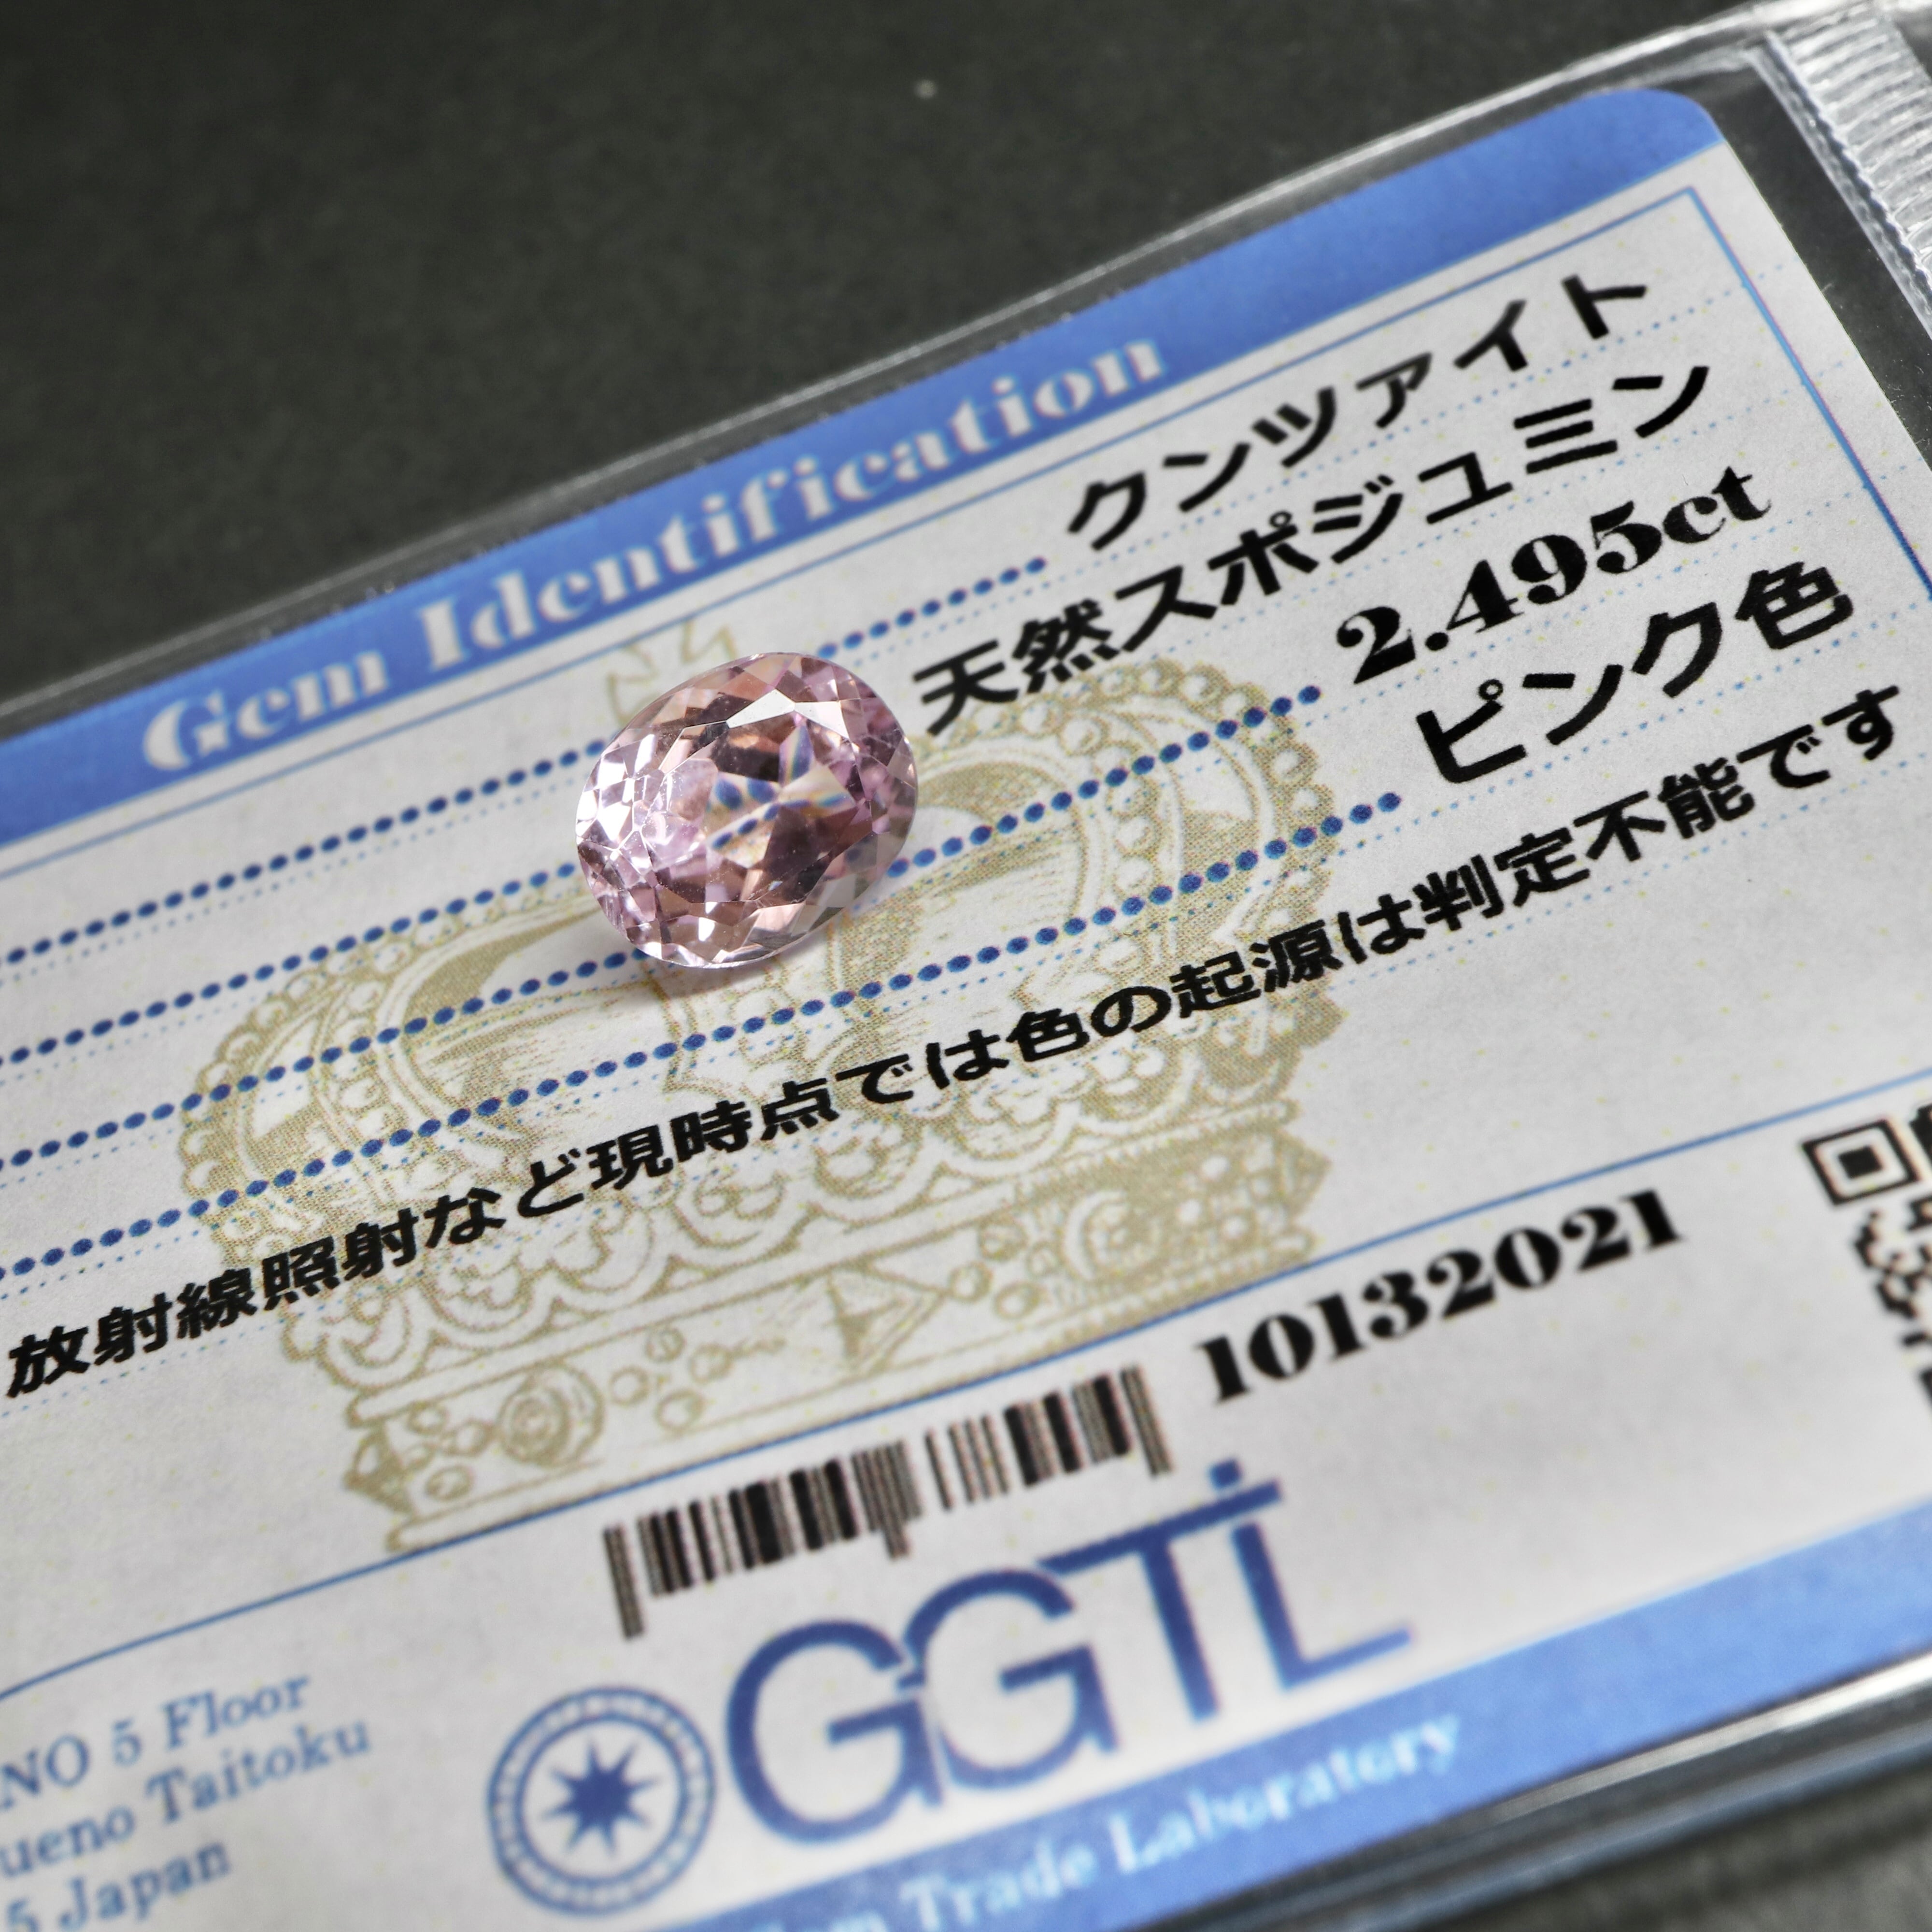 Gem Identification
クンツァイト
天然スポジュミン
2.495ct
ピンク色
放射線照射など現時点では色の起源は判定不能です
10132021
GGTL
NO 5 Floor
ueno Taitoku
5 Japan
Gem Trade Laboratory